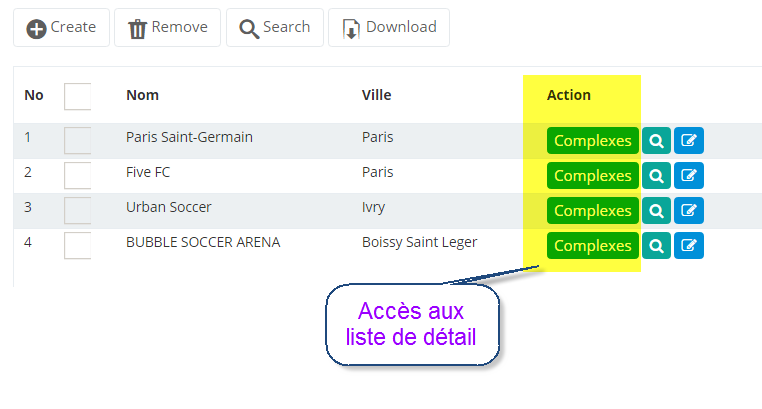 Create Remove Search Download
No Nom Ville Action
1 Paris Saint-Germain Paris Complexes
2 Five FC Paris Complexes
3 Urban Soccer Ivry Complexes
4 BUBBLE SOCCER ARENA Boissy Saint Leger Complexes
Accès aux
liste de détail